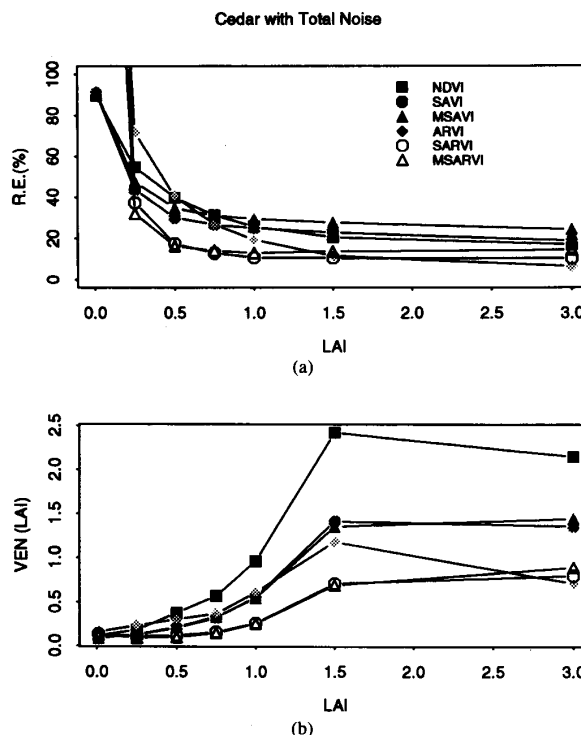 Cedar with Total Noise
100
80
60
40
20
0
R.E.(%)
NDVI
SAVI
MSAVI
ARVI
SARVI
MSARVI
0.0 0.5 1.0 1.5 2.0 2.5 3.0
LAI
(a)
2.5
2.0
1.5
1.0
0.5
0.0
VEN (LAI)
0.0 0.5 1.0 1.5 2.0 2.5 3.0
LAI
(b)